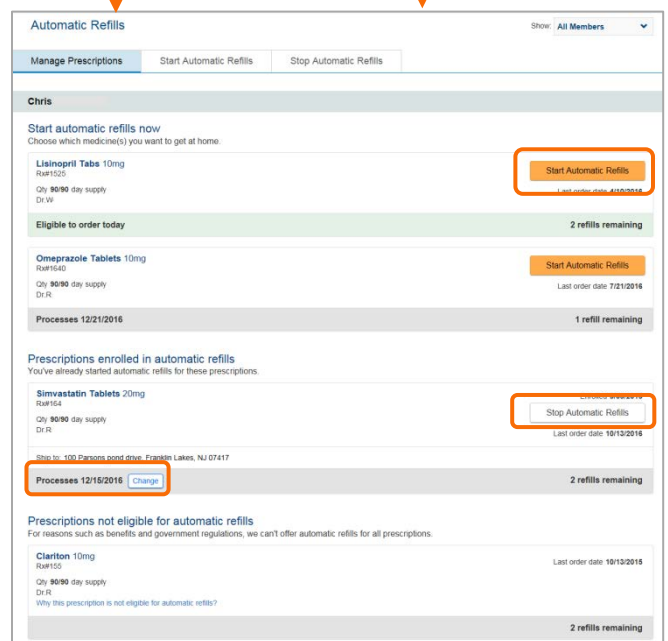 Automatic Refills
Show: All Members
Manage Prescriptions Start Automatic Refills Stop Automatic Refills
Chris
Start automatic refills now
Choose which medicine(s) you want to get at home.
Lisinopril Tabs 10mg
Rx#1525
Start Automatic Refills
Qty 90/90 day supply
Last order date 4/10/2016
Dr.W
Eligible to order today 2 refills remaining
Omeprazole Tablets 10mg
Rx#1640
Start Automatic Refills
Qty 90/90 day supply
Last order date 7/21/2016
Dr.R
Processes 12/21/2016 1 refill remaining
Prescriptions enrolled in automatic refills
You've already started automatic refills for these prescriptions.
Simvastatin Tablets 20mg
Rx#164
Stop Automatic Refills
Qty 90/90 day supply
Dr.R
Last order date 10/13/2016
Ship to: 100 Parsons pond drive, Franklin Lakes, NJ 07417
Processes 12/15/2016 Change 2 refills remaining
Prescriptions not eligible for automatic refills
For reasons such as benefits and government regulations, we can't offer automatic refills for all prescriptions.
Clariton 10mg
Last order date 10/13/2015
Rx#155
Qty 90/90 day supply
Dr.R
Why this prescription is not eligible for automatic refills?
2 refills remaining